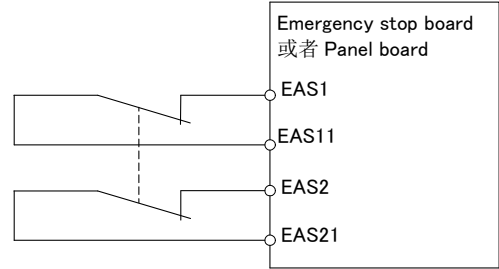 Emergency stop board
或者 Panel board
EAS1
EAS11
EAS2
EAS21